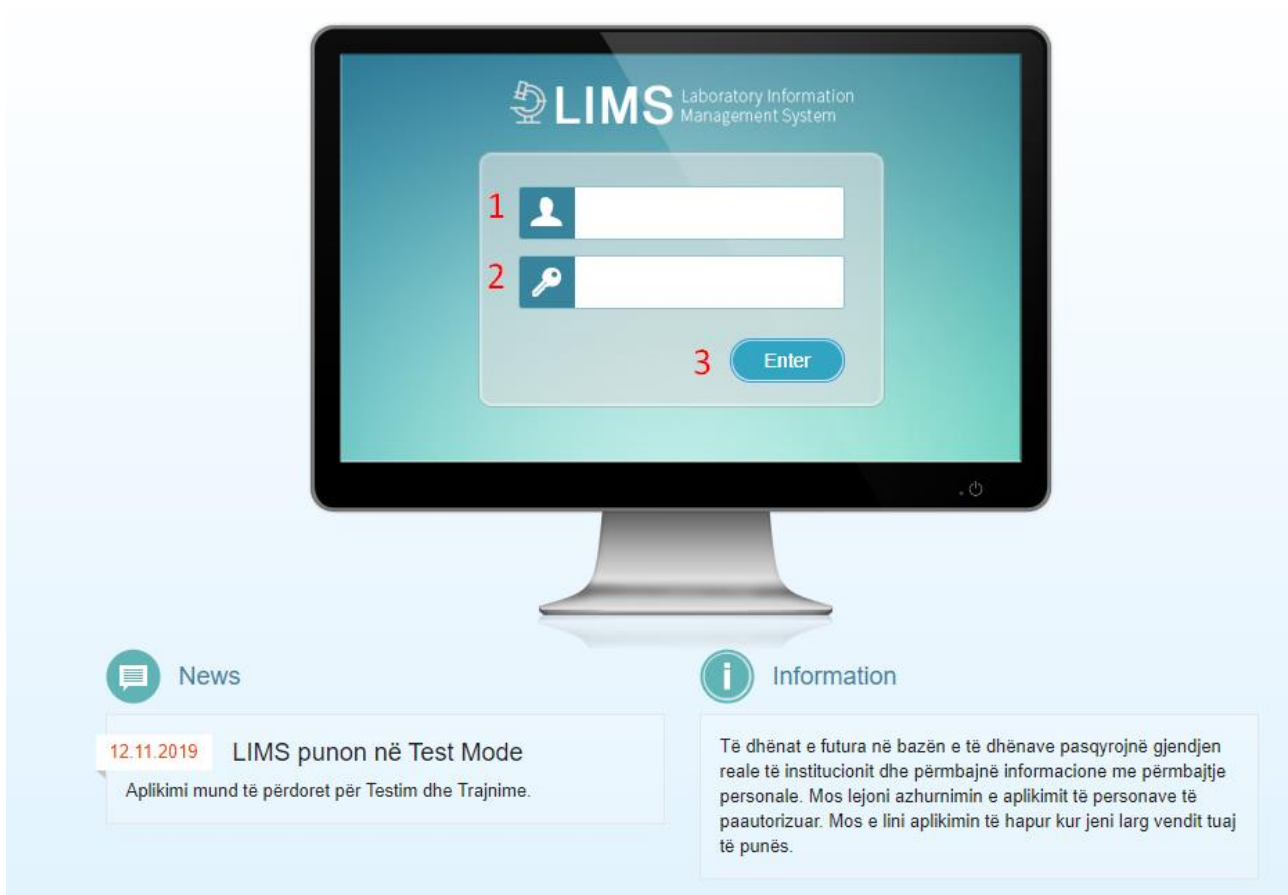 LIMS Laboratory Information
Management System
1
2
3 Enter
News
12.11.2019 LIMS punon në Test Mode
Aplikimi mund të përdoret për Testim dhe Trajnime.
Information
Të dhënat e futura në bazën e të dhënave pasqyrojnë gjendjen
reale të institucionit dhe përmbajnë informacione me përmbajtje
personale. Mos lejoni azhurnimin e aplikimit të personave të
paautorizuar. Mos e lini aplikimin të hapur kur jeni larg vendit tuaj
të punës.